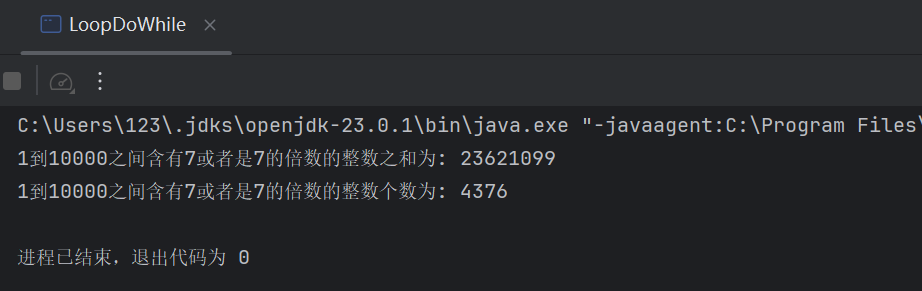 LoopDoWhile
C:\Users\123\.jdks\openjdk-23.0.1\bin\java.exe "-javaagent:C:\Program Files\
1到10000之间含有7或者是7的倍数的整数之和为: 23621099
1到10000之间含有7或者是7的倍数的整数个数为: 4376
进程已结束，退出代码为 0